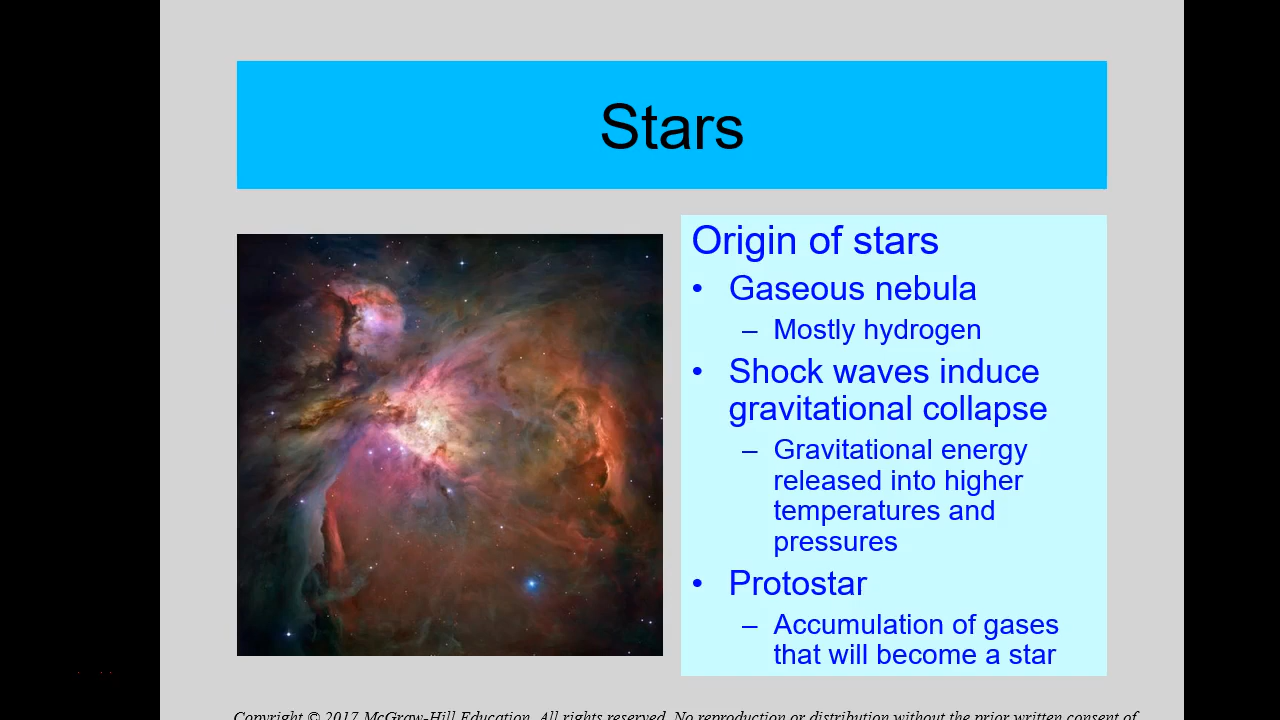 Stars
Origin of stars
• Gaseous nebula
– Mostly hydrogen
• Shock waves induce
gravitational collapse
– Gravitational energy
released into higher
temperatures and
pressures
• Protostar
– Accumulation of gases
that will become a star
Copyright © 2017 McGraw-Hill Education. All rights reserved. No reproduction or distribution without the prior written consent of